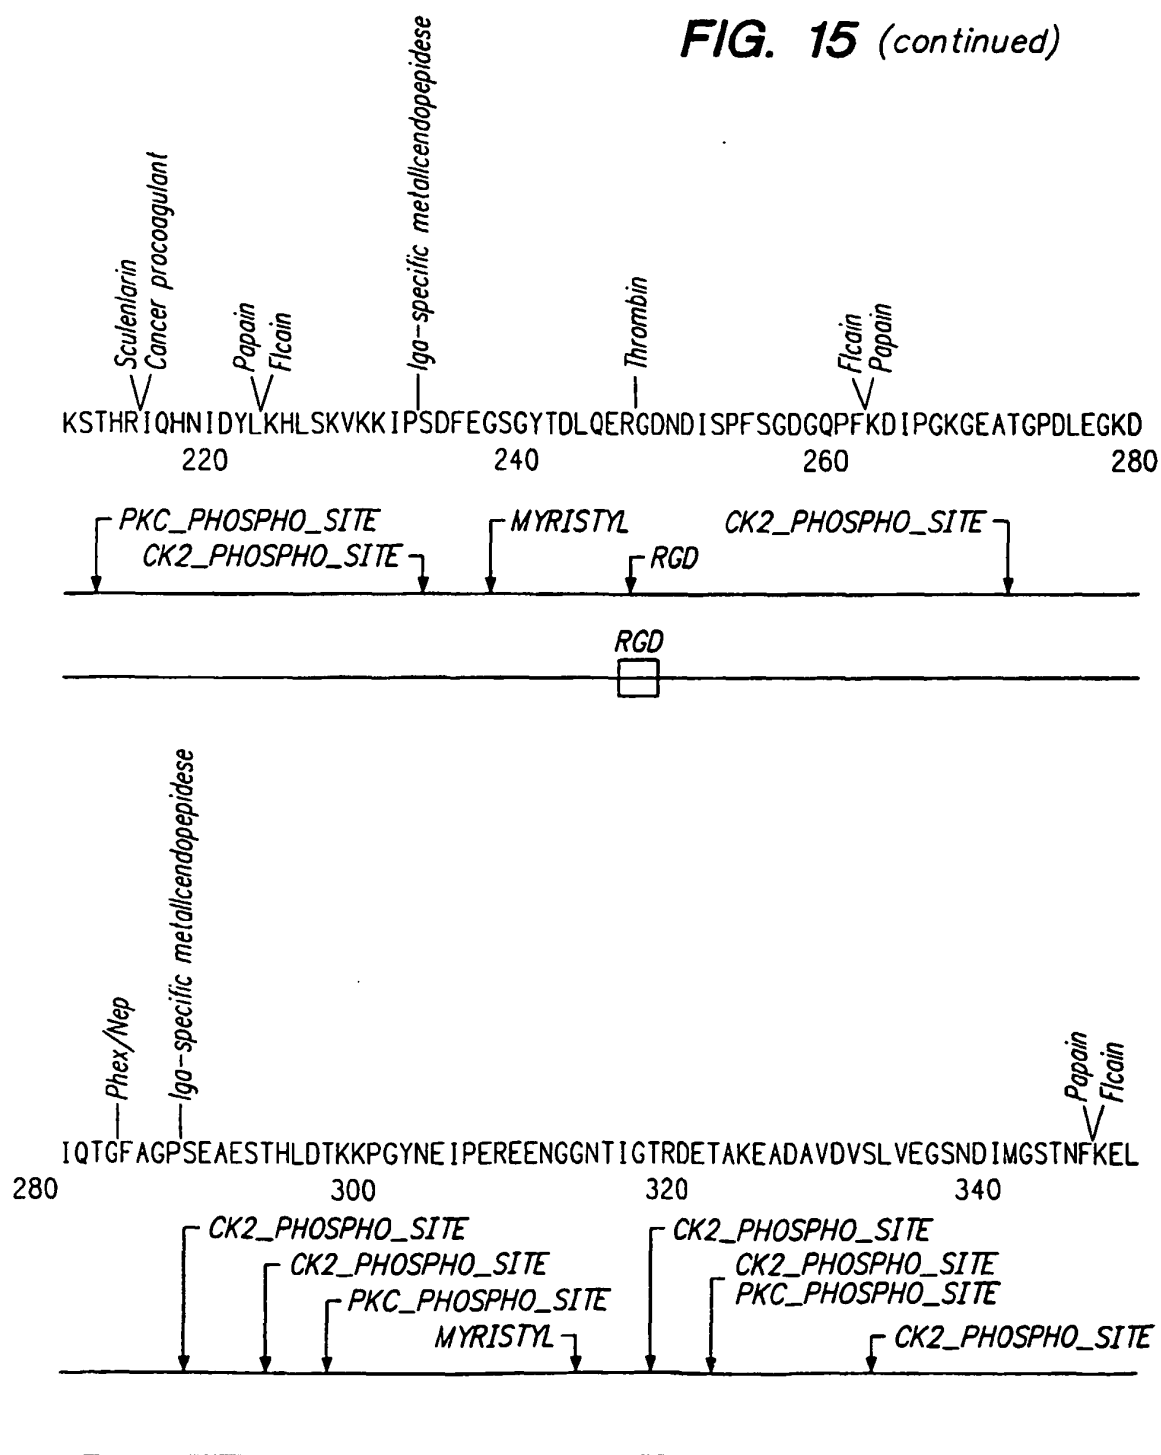 FIG. 15 (continued)
Sculenlarin
Cancer procoagulant
Papain
Flcain
Iga-specific metallcendopepidese
Thrombin
Flcain
Papain
KSTHRIQHNIDYLKHLSKVKKIPSDFEGSGYTDLQERGDNDISPFSGDGQPFKDIPGKGEATGPDLEGKD
220 240 260 280
PKC_PHOSPHO_SITE MYRISTYL CK2_PHOSPHO_SITE
CK2_PHOSPHO_SITE RGD
RGD
Phex/Nep
Iga-specific metallcendopepidese
Papain
Flcain
IQTGFAGPSEAESTHLDTKKPGYNEIPEREENGGNTIGTRDETAKEADAVDVSLVEGSNDIMGSTNFKEL
280 300 320 340
CK2_PHOSPHO_SITE CK2_PHOSPHO_SITE
CK2_PHOSPHO_SITE CK2_PHOSPHO_SITE
PKC_PHOSPHO_SITE PKC_PHOSPHO_SITE
MYRISTYL CK2_PHOSPHO_SITE